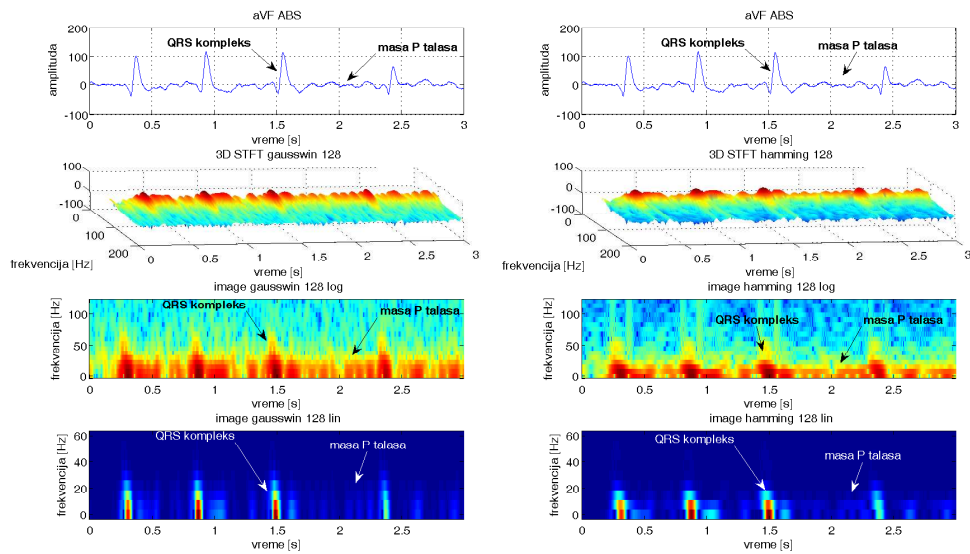 aVF ABS
200
100
0
-100
amplituda
QRS kompleks
masa P talasa
0 0.5 1 1.5 2 2.5 3
vreme [s]
3D STFT gausswin 128
100
0
-100
0
100
200
frekvencija [Hz]
0 0.5 1 1.5 2 2.5 3
vreme [s]
image gausswin 128 log
100
50
0
frekvencija [Hz]
QRS kompleks
masa P talasa
0 0.5 1 1.5 2 2.5
vreme [s]
image gausswin 128 lin
60
40
20
0
frekvencija [Hz]
QRS kompleks
masa P talasa
0 0.5 1 1.5 2 2.5
vreme [s]
aVF ABS
200
100
0
-100
amplituda
QRS kompleks
masa P talasa
0 0.5 1 1.5 2 2.5 3
vreme [s]
3D STFT hamming 128
100
0
-100
0
100
200
frekvencija [Hz]
0 0.5 1 1.5 2 2.5 3
vreme [s]
image hamming 128 log
100
50
0
frekvencija [Hz]
QRS kompleks
masa P talasa
0 0.5 1 1.5 2 2.5 3
vreme [s]
image hamming 128 lin
60
40
20
0
frekvencija [Hz]
QRS kompleks
masa P talasa
0 0.5 1 1.5 2 2.5 3
vreme [s]